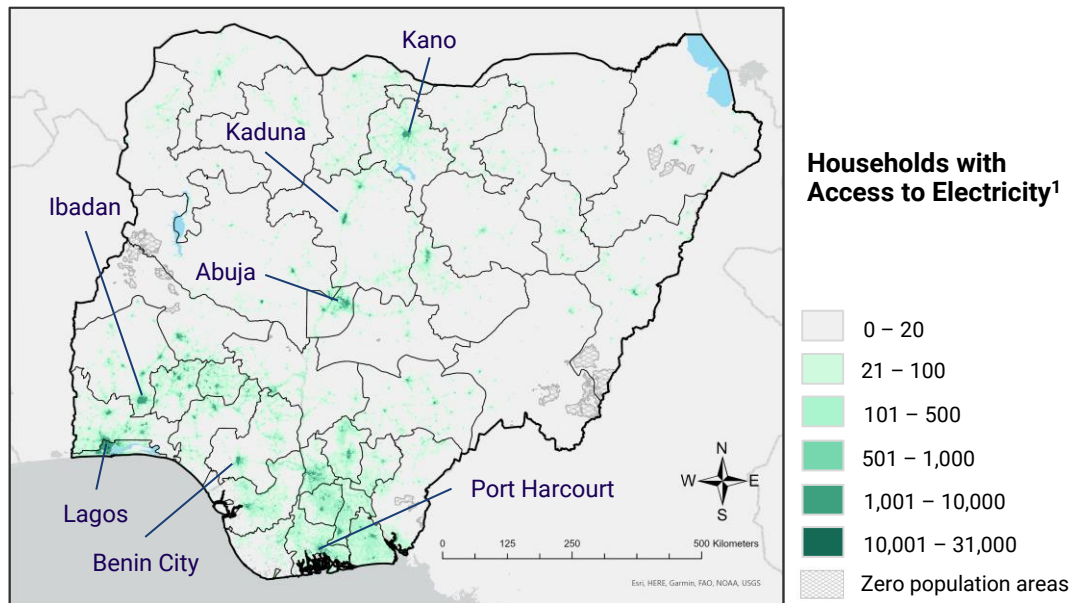 Kano
Kaduna
Ibadan
Abuja
Lagos
Benin City
Port Harcourt
N
W
E
S
0
125
250
500 Kilometers
Esri, HERE, Garmin, FAO, NOAA, USGS
Households with
Access to Electricity¹
0 – 20
21 – 100
101 – 500
501 – 1,000
1,001 – 10,000
10,001 – 31,000
Zero population areas